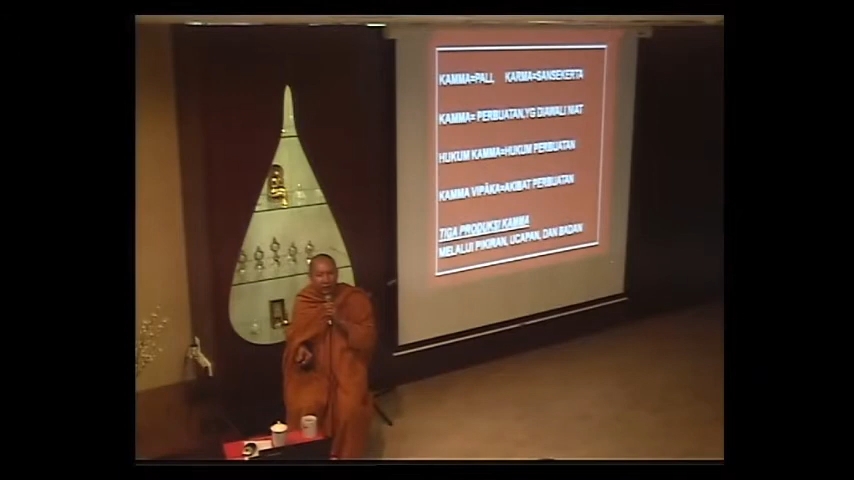 KAMMA=PALI, KARMA=SANSEKERTA
KAMMA= PERBUATAN,YG DIAWALI NIAT
HUKUM KAMMA=HUKUM PERBUATAN
KAMMA VIPĀKA=AKIBAT PERBUATAN
TIGA PRODUKTI KAMMA
MELALUI PIKIRAN, UCAPAN, DAN BADAN